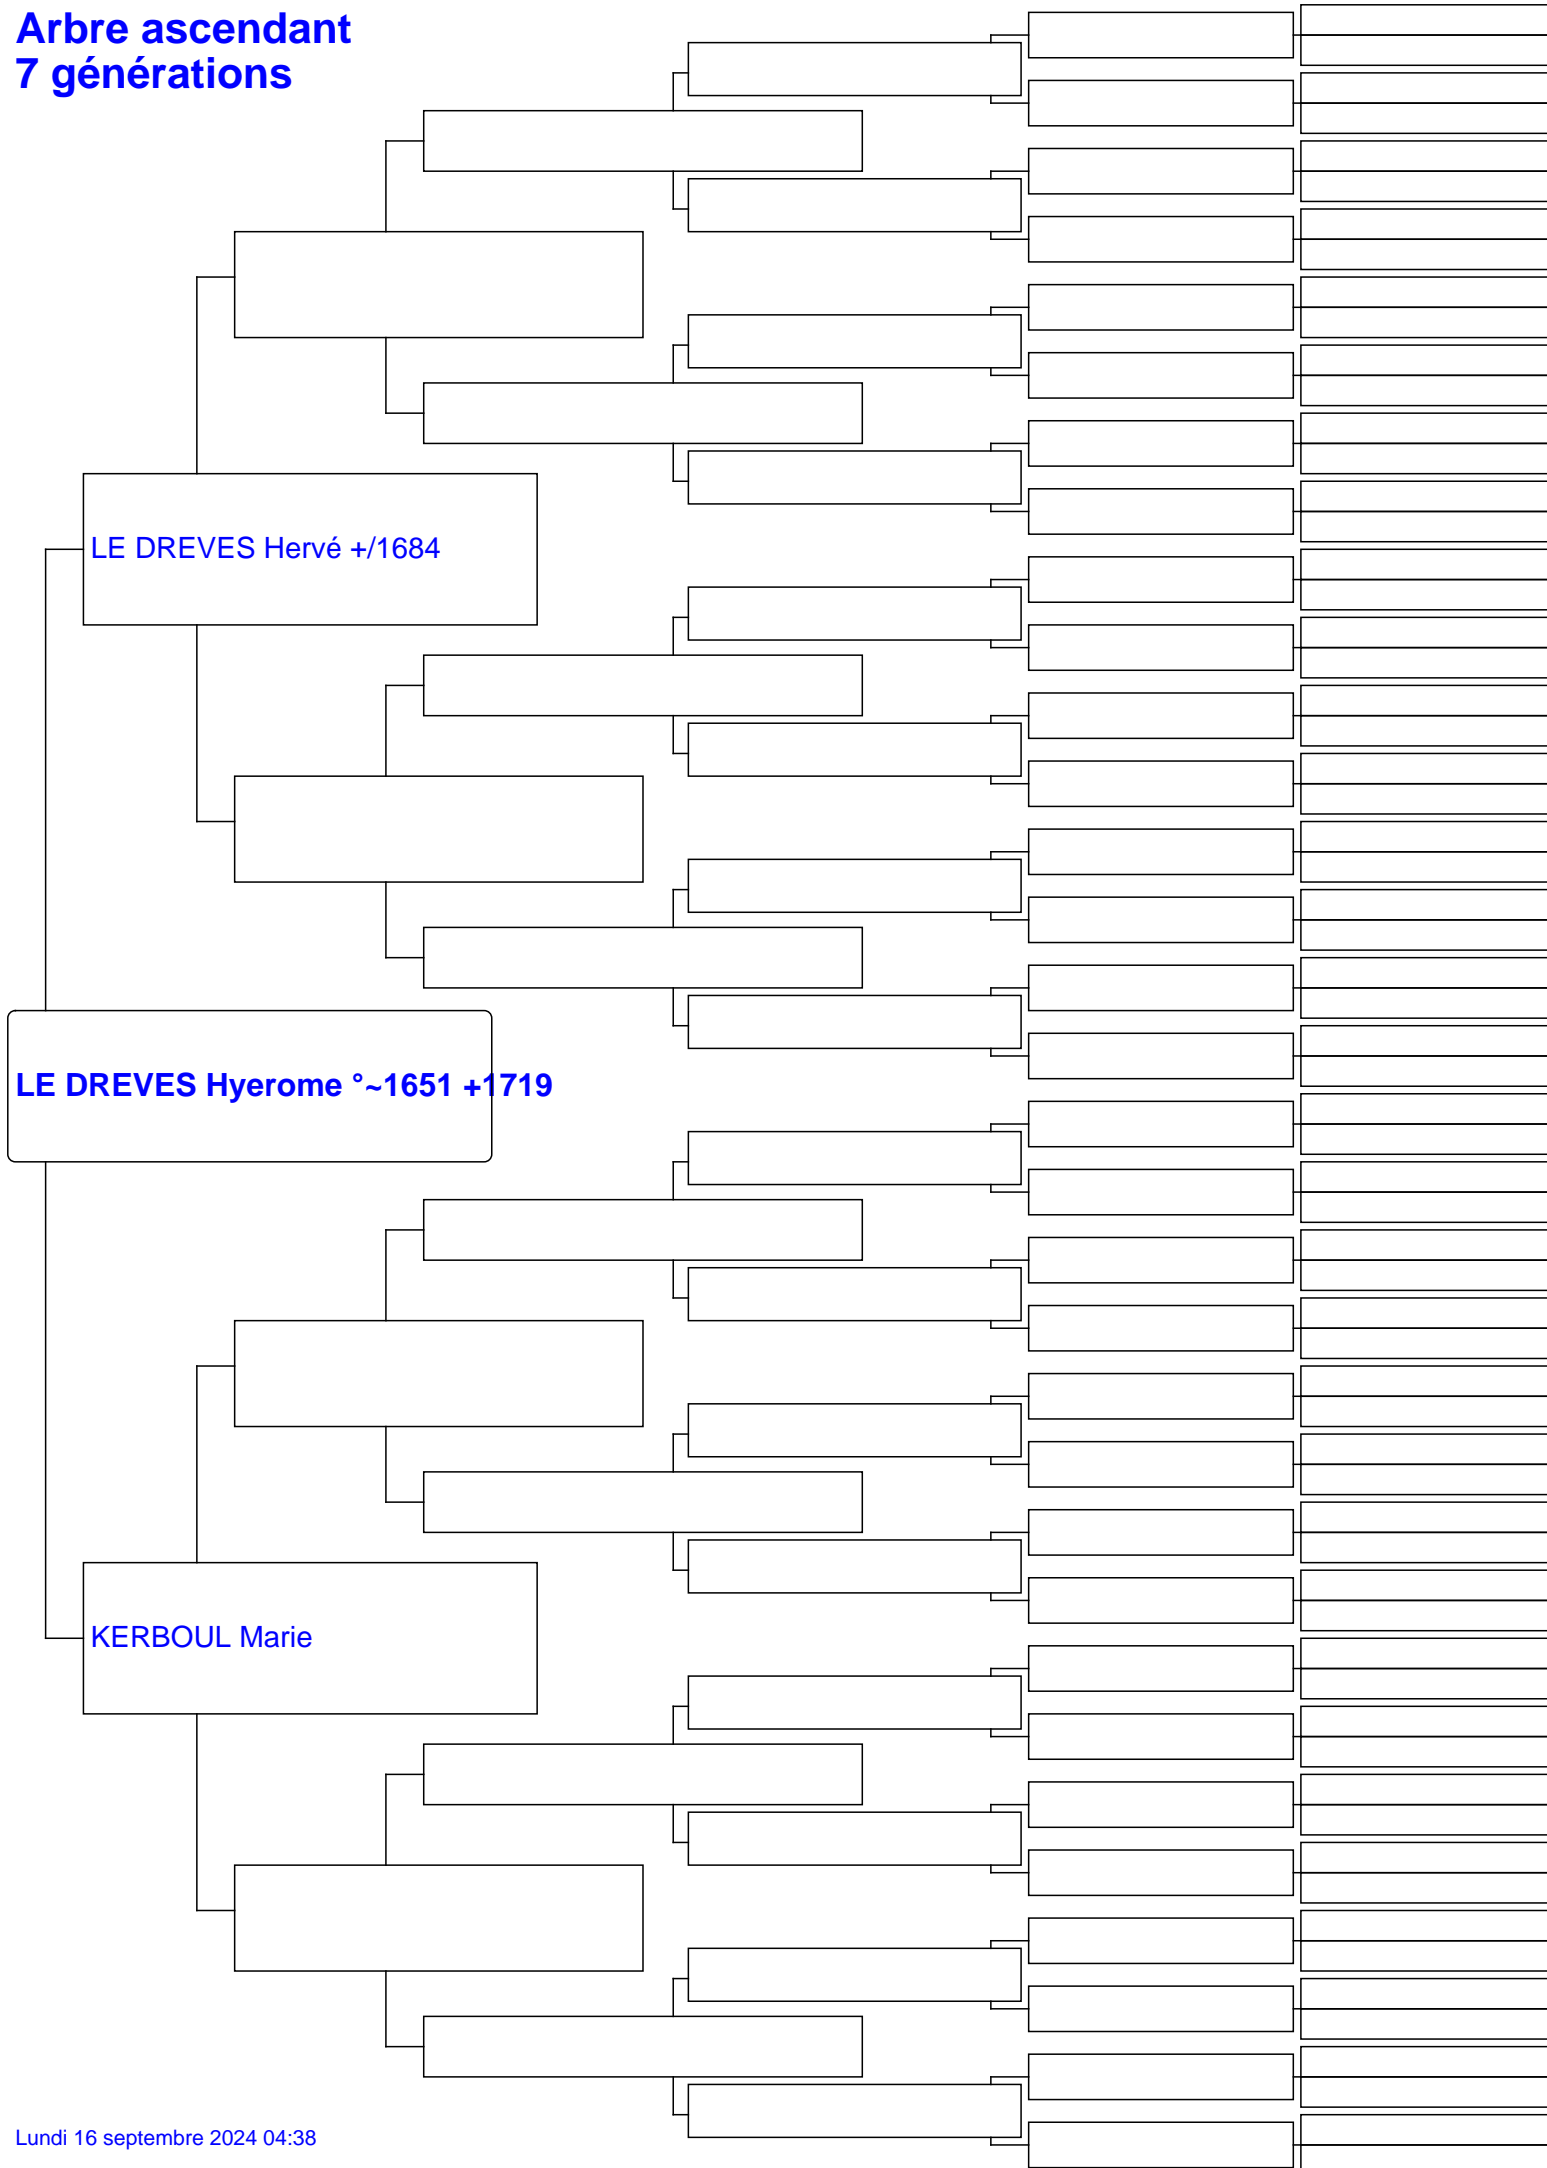 Arbre ascendant
7 générations
LE DREVES Hervé +/1684
LE DREVES Hyerome °~1651 +1719
KERBOUL Marie
Lundi 16 septembre 2024 04:38